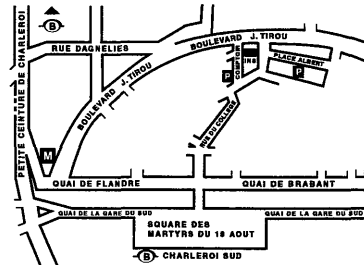 B
PETITE CEINTURE DE CHARLEROI
RUE DAGNELIES
BOULEVARD J. TIROU
BOULEVARD J. TIROU
COMPTOIR
INS
PLACE ALBERT
P
P
RUE DU COLLEGE
M
QUAI DE FLANDRE
QUAI DE BRABANT
QUAI DE LA GARE DU SUD
QUAI DE LA GARE DU SUD
SQUARE DES
MARTYRS DU 18 AOUT
B CHARLEROI SUD